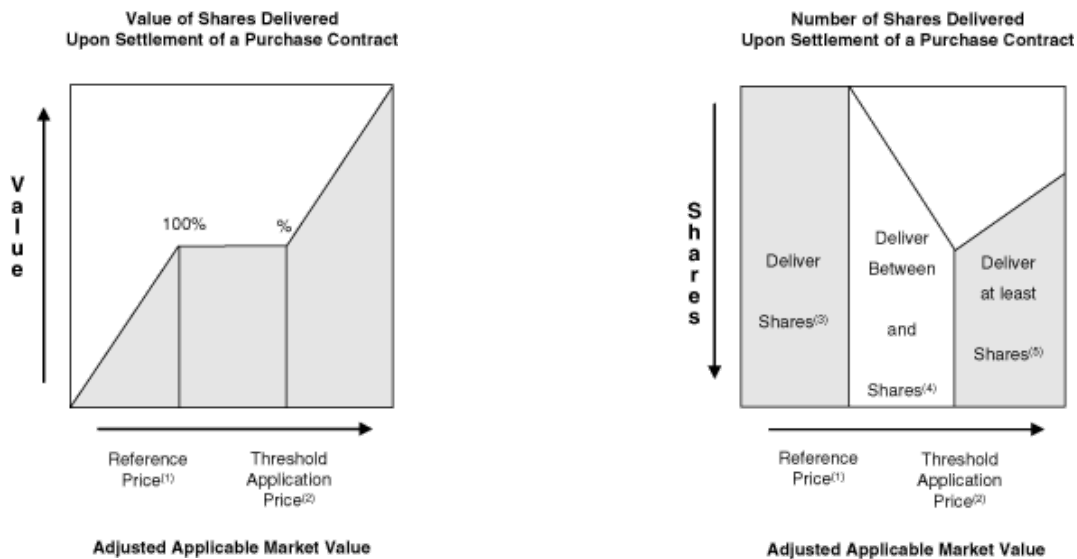 Value of Shares Delivered
Upon Settlement of a Purchase Contract
Value
100%
%
Reference
Price(1)
Threshold
Application
Price(2)
Adjusted Applicable Market Value
Number of Shares Delivered
Upon Settlement of a Purchase Contract
Shares
Deliver
Shares(3)
Deliver
Between
and
Shares(4)
Deliver
at least
Shares(5)
Reference
Price(1)
Threshold
Application
Price(2)
Adjusted Applicable Market Value